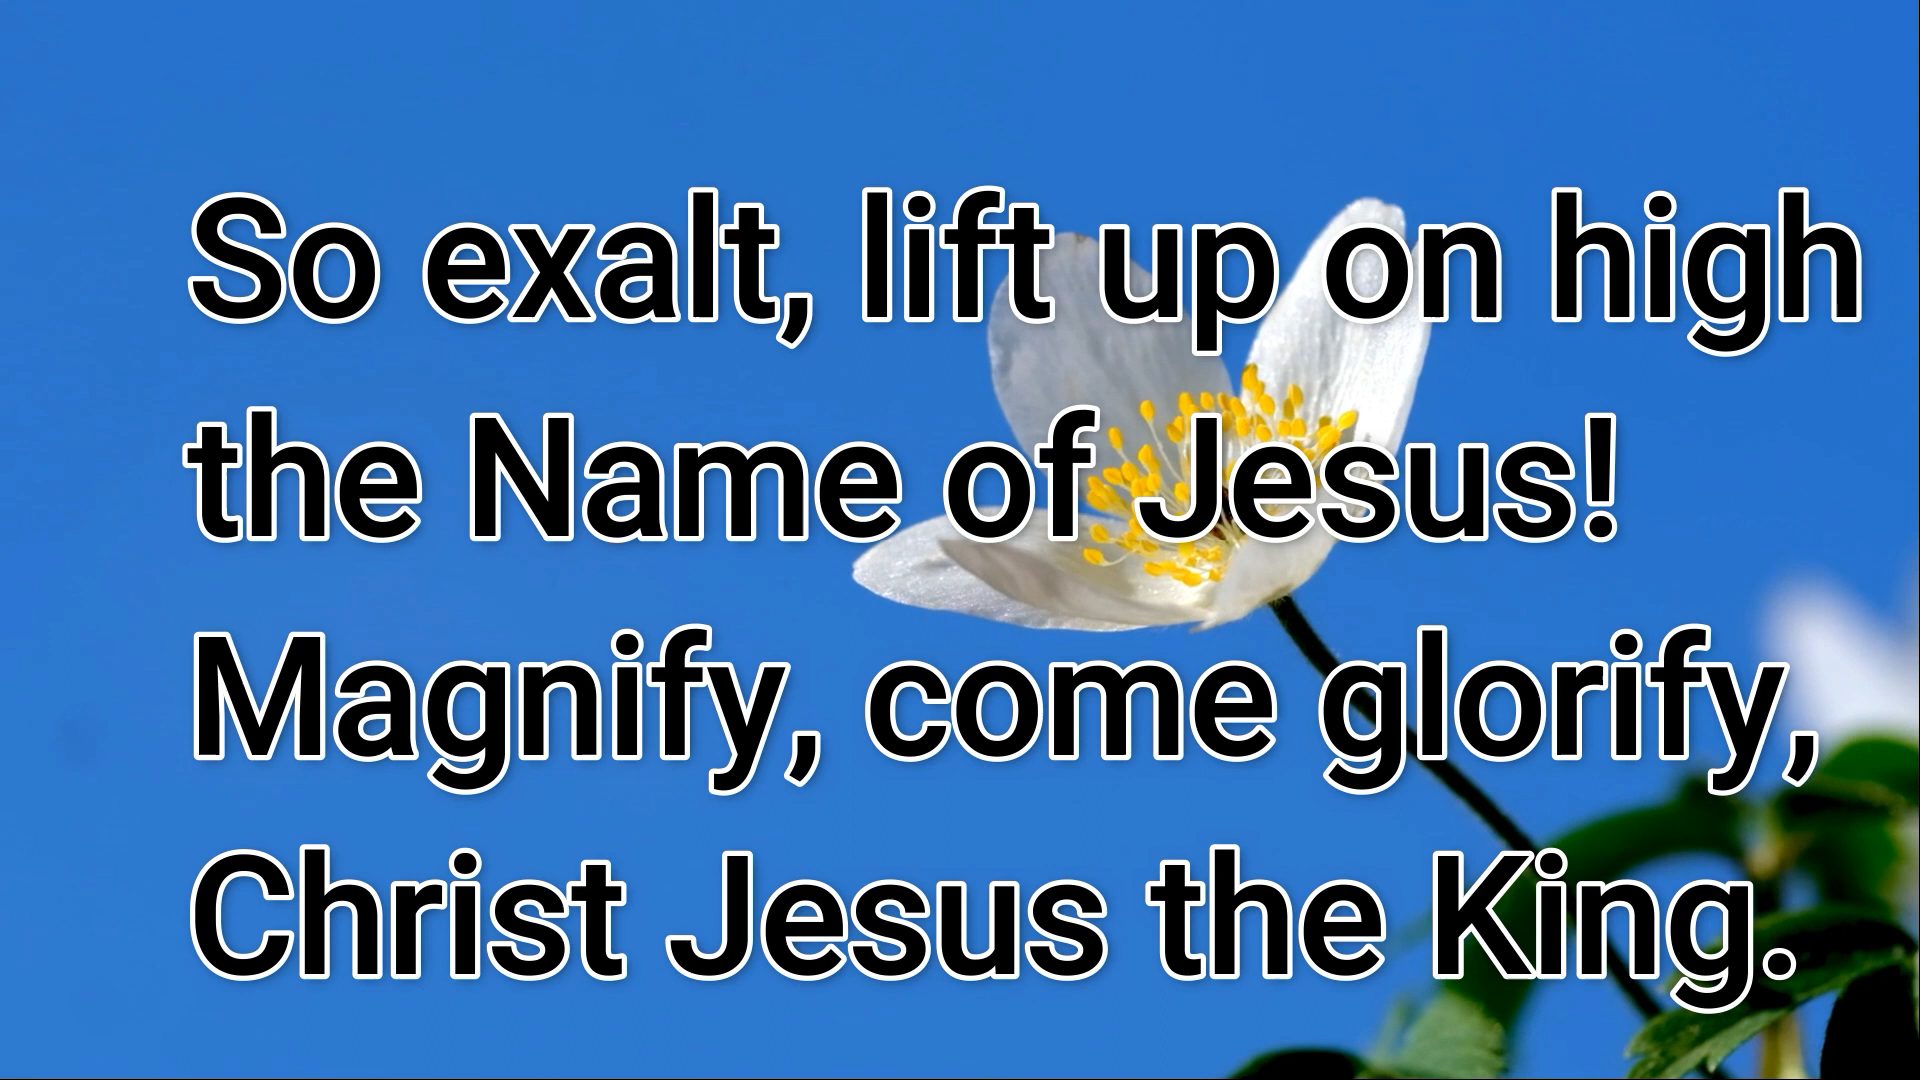 So exalt, lift up on high
the Name of Jesus!
Magnify, come glorify,
Christ Jesus the King.